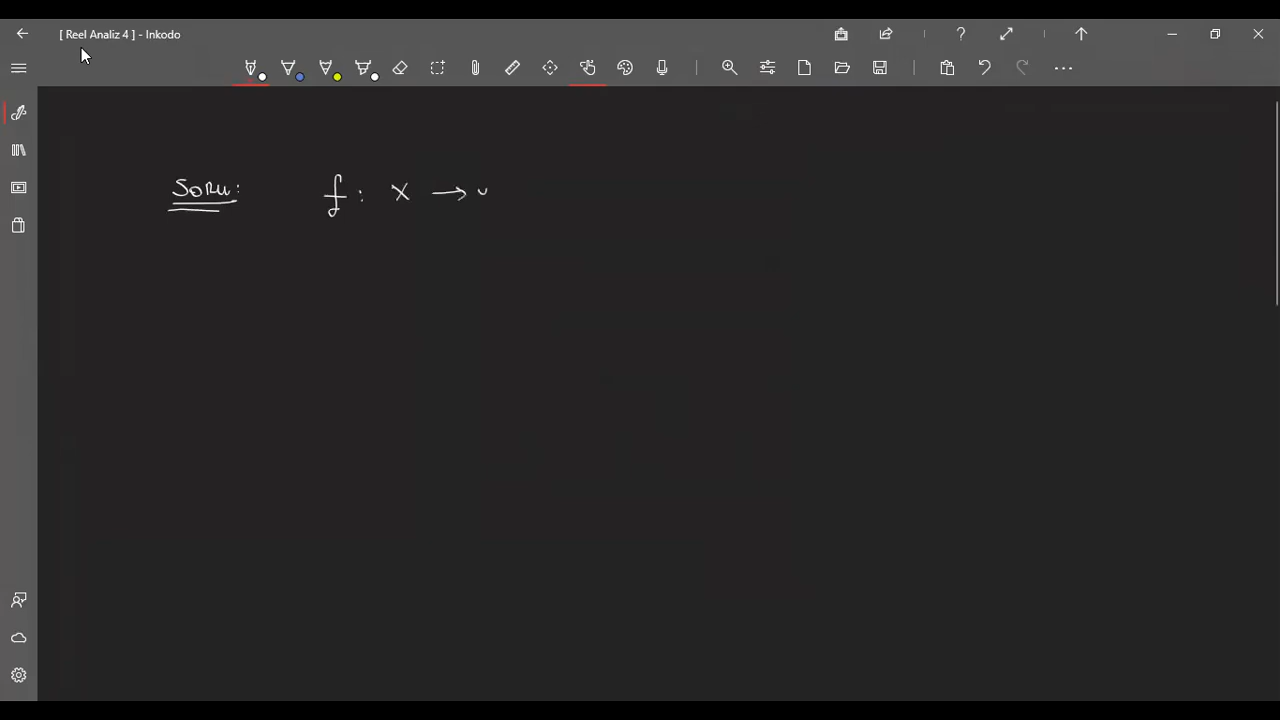 [ Reel Analiz 4 ] - Inkodo
SORU: f: X →